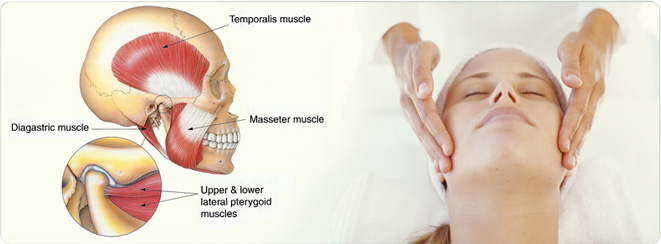 Temporalis muscle
Diagastric muscle
Masseter muscle
Upper & lower
lateral pterygoid
muscles